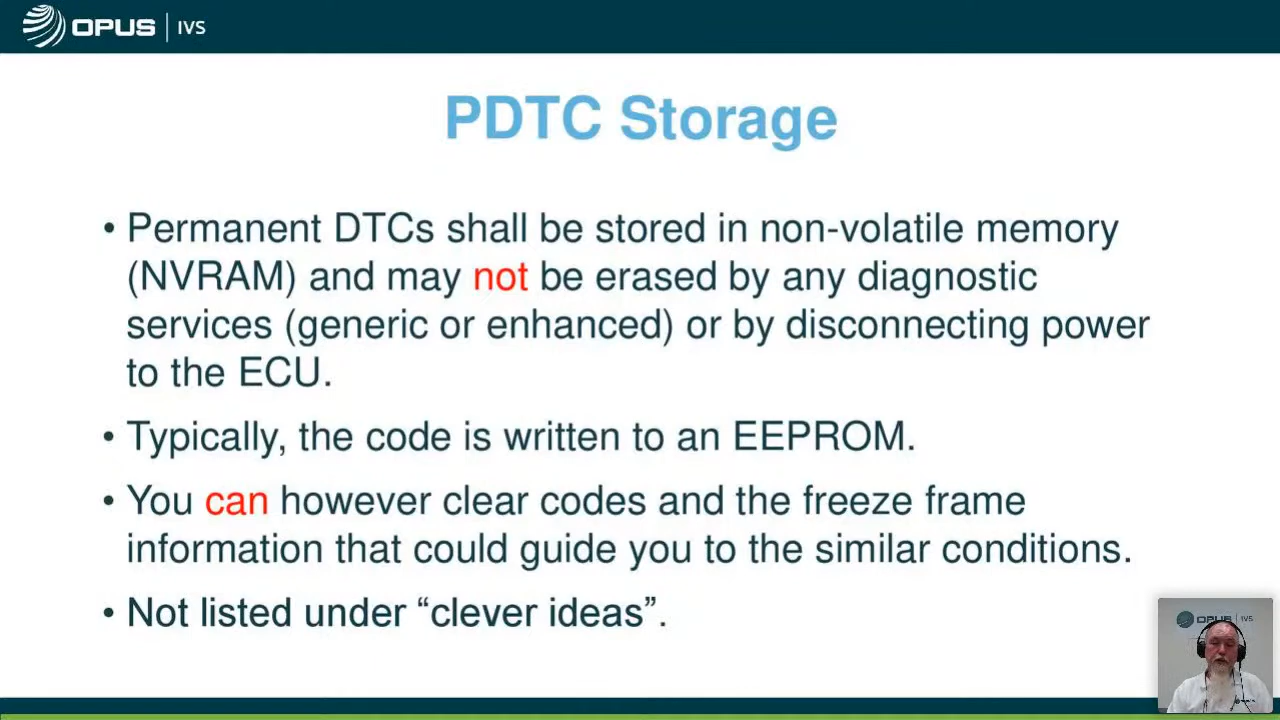 OPUS IVS
PDTC Storage
• Permanent DTCs shall be stored in non-volatile memory
(NVRAM) and may not be erased by any diagnostic
services (generic or enhanced) or by disconnecting power
to the ECU.
• Typically, the code is written to an EEPROM.
• You can however clear codes and the freeze frame
information that could guide you to the similar conditions.
• Not listed under “clever ideas”.
OPUS IVS